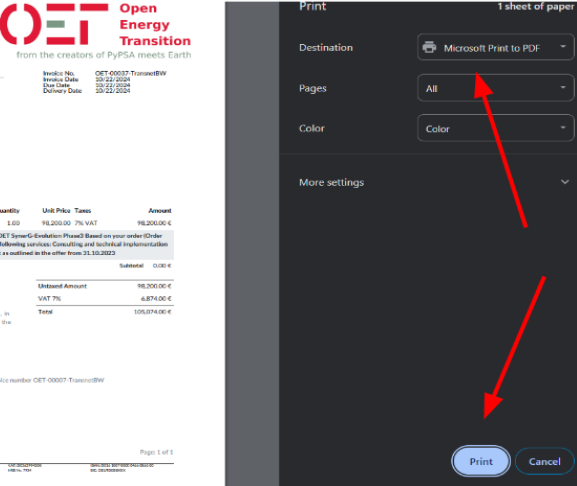 OET
Open
Energy
Transition
from the creators of PyPSA meets Earth
Invoice No. OET-00037-TransnetBW
Invoice Date 10/22/2024
Due Date 10/22/2024
Delivery Date 10/22/2024
uantity Unit Price Taxes Amount
1.00 98,200.00 7% VAT 98,200.00 €
OET SynerG-Evolution Phase3 Based on your order (Order
following services: Consulting and technical implementation
as outlined in the offer from 31.10.2023
Subtotal 0.00 €
Untaxed Amount 98,200.00 €
VAT 7% 6,874.00 €
Total 105,074.00 €
, in
the
ice number OET-00007-TransnetBW
Page: 1 of 1
Print 1 sheet of paper
Destination Microsoft Print to PDF
Pages All
Color Color
More settings
Print Cancel